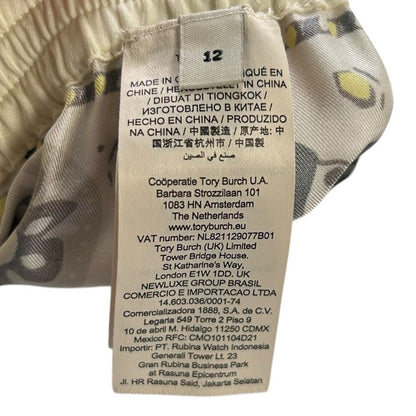 12
MADE IN CHINA / FABRIQUÉ EN
CHINE / HERGESTELLT IN CHINA
/ DIBUAT DI TIONGKOK /
ИЗГОТОВЛЕНО В КИТАЕ /
HECHO EN CHINA / PRODUZIDO
NA CHINA / 中國製造 / 原产地: 中
国浙江省杭州市 / 中国製
صنع في الصين
Coöperatie Tory Burch U.A.
Barbara Strozzilaan 101
1083 HN Amsterdam
The Netherlands
www.toryburch.eu
VAT number: NL821129077B01
Tory Burch (UK) Limited
Tower Bridge House.
St Katharine's Way,
London E1W 1DD, UK
NEWLUXE GROUP BRASIL
COMERCIO E IMPORTACAO LTDA
14.603.036/0001-74
Comercializadora 1888, S.A. de C.V.
Legaria 549 Torre 2 Piso 9
10 de abril M. Hidalgo 11250 CDMX
Mexico RFC: CMO101104D21
Importir: PT. Rubina Watch Indonesia
Generali Tower Lt. 23
Gran Rubina Business Park
at Rasuna Epicentrum
Jl. HR Rasuna Said, Jakarta Selatan